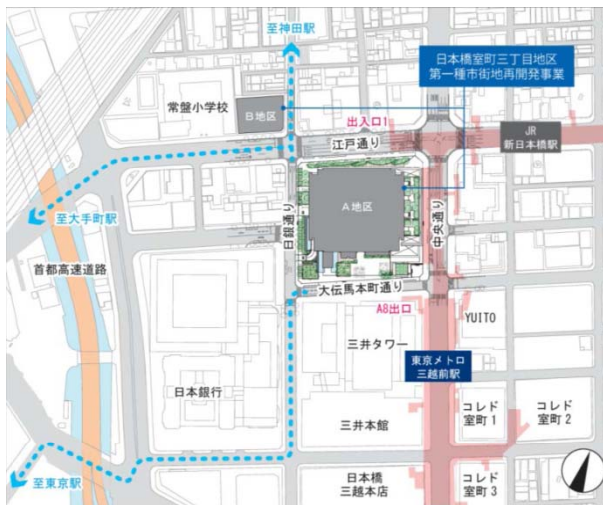 至神田駅
日本橋室町三丁目地区
第一種市街地再開発事業
常盤小学校
B地区
出入口1
江戸通り
JR
新日本橋駅
至大手町駅
日銀通り
A地区
中央通り
首都高速道路
大伝馬本町通り
A8出口
YUITO
三井タワー
東京メトロ
三越前駅
日本銀行
コレド
室町1
コレド
室町2
三井本館
至東京駅
日本橋
三越本店
コレド
室町3